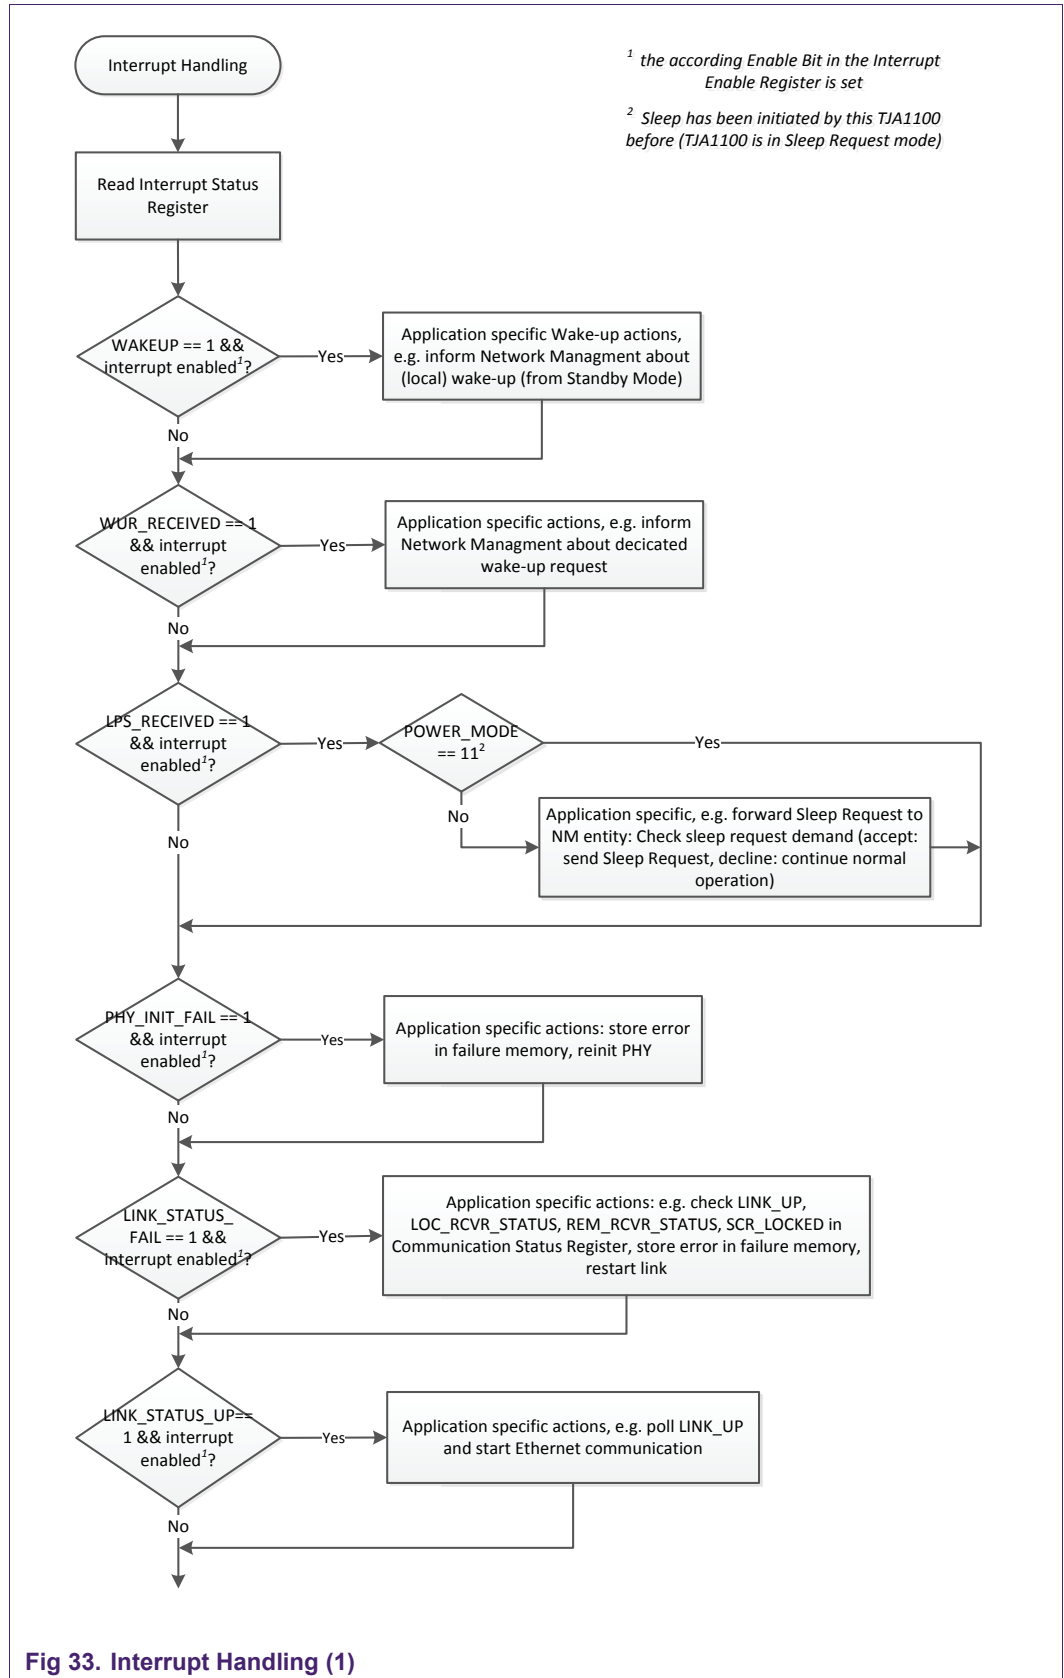 Interrupt Handling
1 the according Enable Bit in the Interrupt
Enable Register is set
2 Sleep has been initiated by this TJA1100
before (TJA1100 is in Sleep Request mode)
Read Interrupt Status
Register
WAKEUP == 1 &&
interrupt enabled1?
Yes
Application specific Wake-up actions,
e.g. inform Network Managment about
(local) wake-up (from Standby Mode)
No
WUR_RECEIVED == 1
&& interrupt
enabled1?
Yes
Application specific actions, e.g. inform
Network Managment about decicated
wake-up request
No
LPS_RECEIVED == 1
&& interrupt
enabled1?
Yes
POWER_MODE
== 112
Yes
No
Application specific, e.g. forward Sleep Request to
NM entity: Check sleep request demand (accept:
send Sleep Request, decline: continue normal
operation)
No
PHY_INIT_FAIL == 1
&& interrupt
enabled1?
Yes
Application specific actions: store error
in failure memory, reinit PHY
No
LINK_STATUS_
FAIL == 1 &&
interrupt enabled1?
Yes
Application specific actions: e.g. check LINK_UP,
LOC_RCVR_STATUS, REM_RCVR_STATUS, SCR_LOCKED in
Communication Status Register, store error in failure memory,
restart link
No
LINK_STATUS_UP==
1 && interrupt
enabled1?
Yes
Application specific actions, e.g. poll LINK_UP
and start Ethernet communication
No
Fig 33. Interrupt Handling (1)